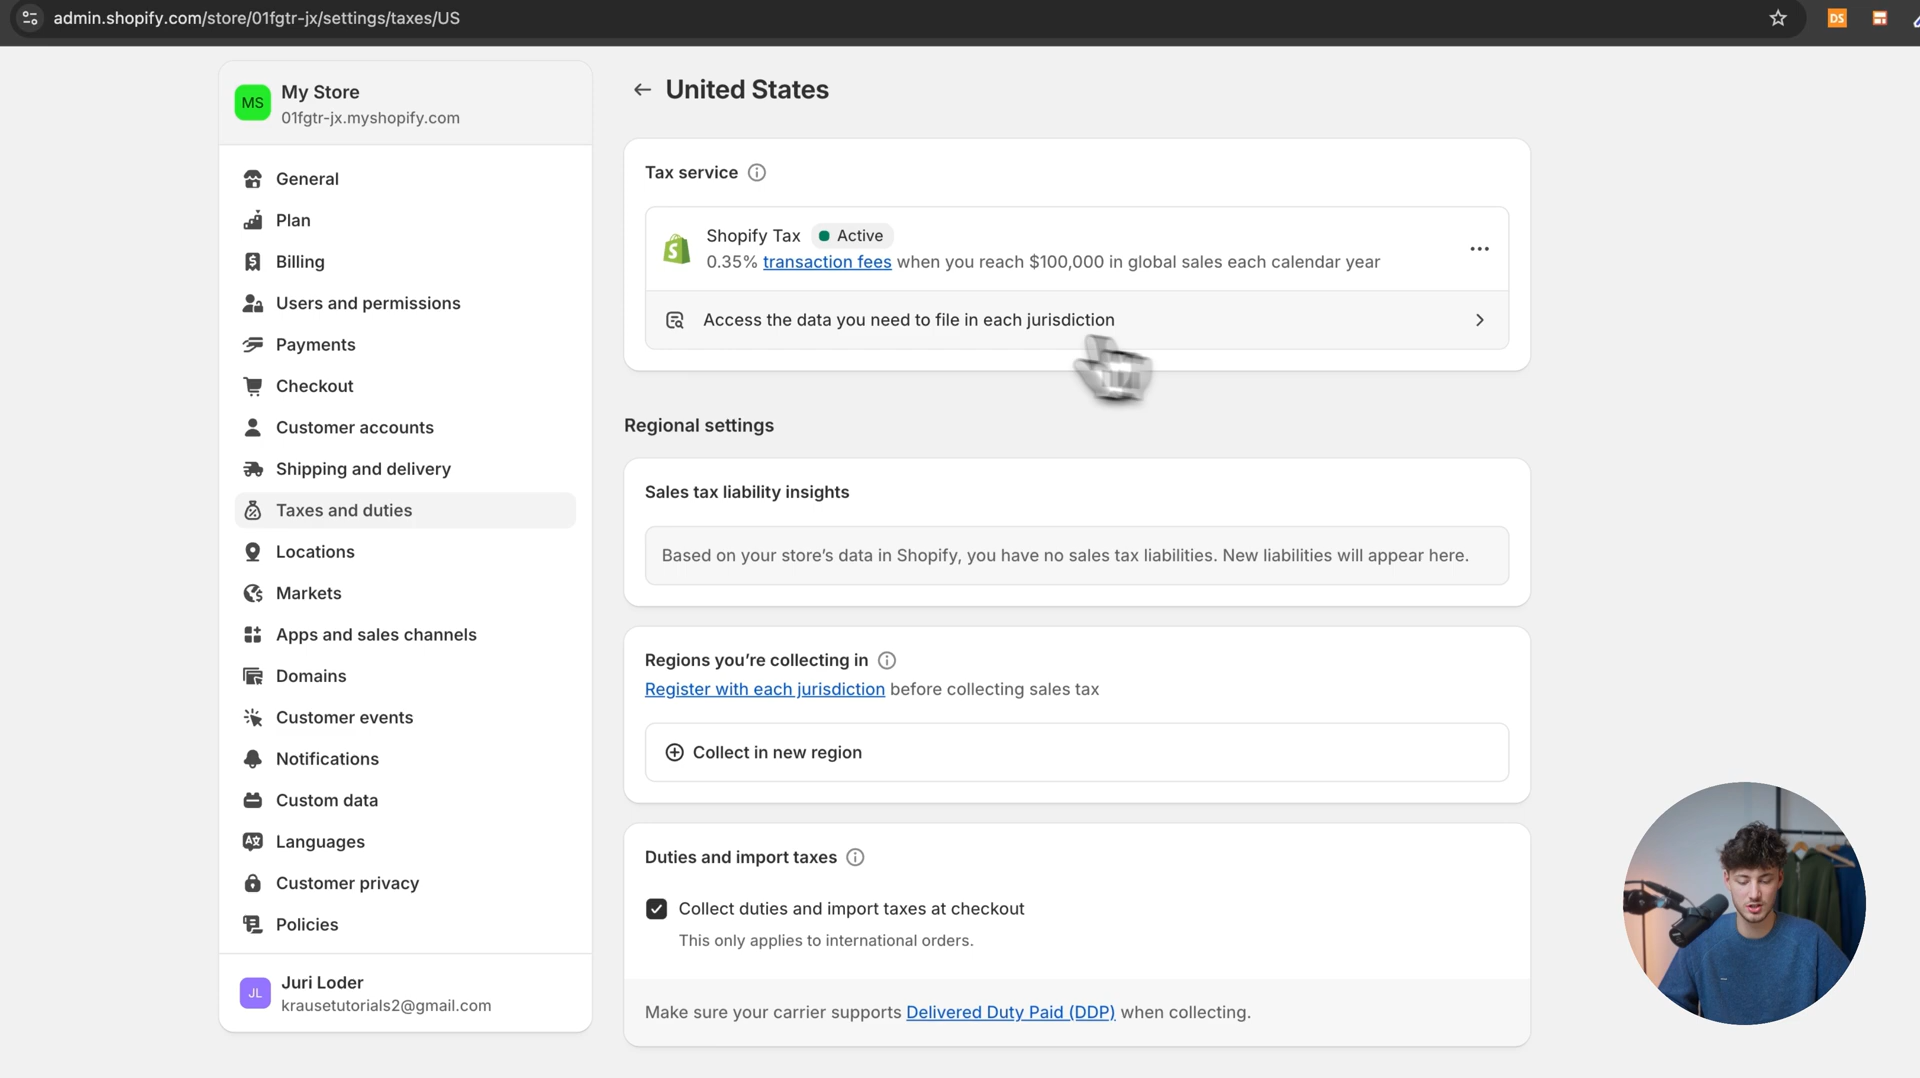 admin.shopify.com/store/01fgtr-jx/settings/taxes/US
DS
MS
My Store
01fgtr-jx.myshopify.com
General
Plan
Billing
Users and permissions
Payments
Checkout
Customer accounts
Shipping and delivery
Taxes and duties
Locations
Markets
Apps and sales channels
Domains
Customer events
Notifications
Custom data
Languages
Customer privacy
Policies
JL
Juri Loder
krausetutorials2@gmail.com
United States
Tax service
Shopify Tax Active
0.35% transaction fees when you reach $100,000 in global sales each calendar year
Access the data you need to file in each jurisdiction
Regional settings
Sales tax liability insights
Based on your store's data in Shopify, you have no sales tax liabilities. New liabilities will appear here.
Regions you're collecting in
Register with each jurisdiction before collecting sales tax
Collect in new region
Duties and import taxes
Collect duties and import taxes at checkout
This only applies to international orders.
Make sure your carrier supports Delivered Duty Paid (DDP) when collecting.